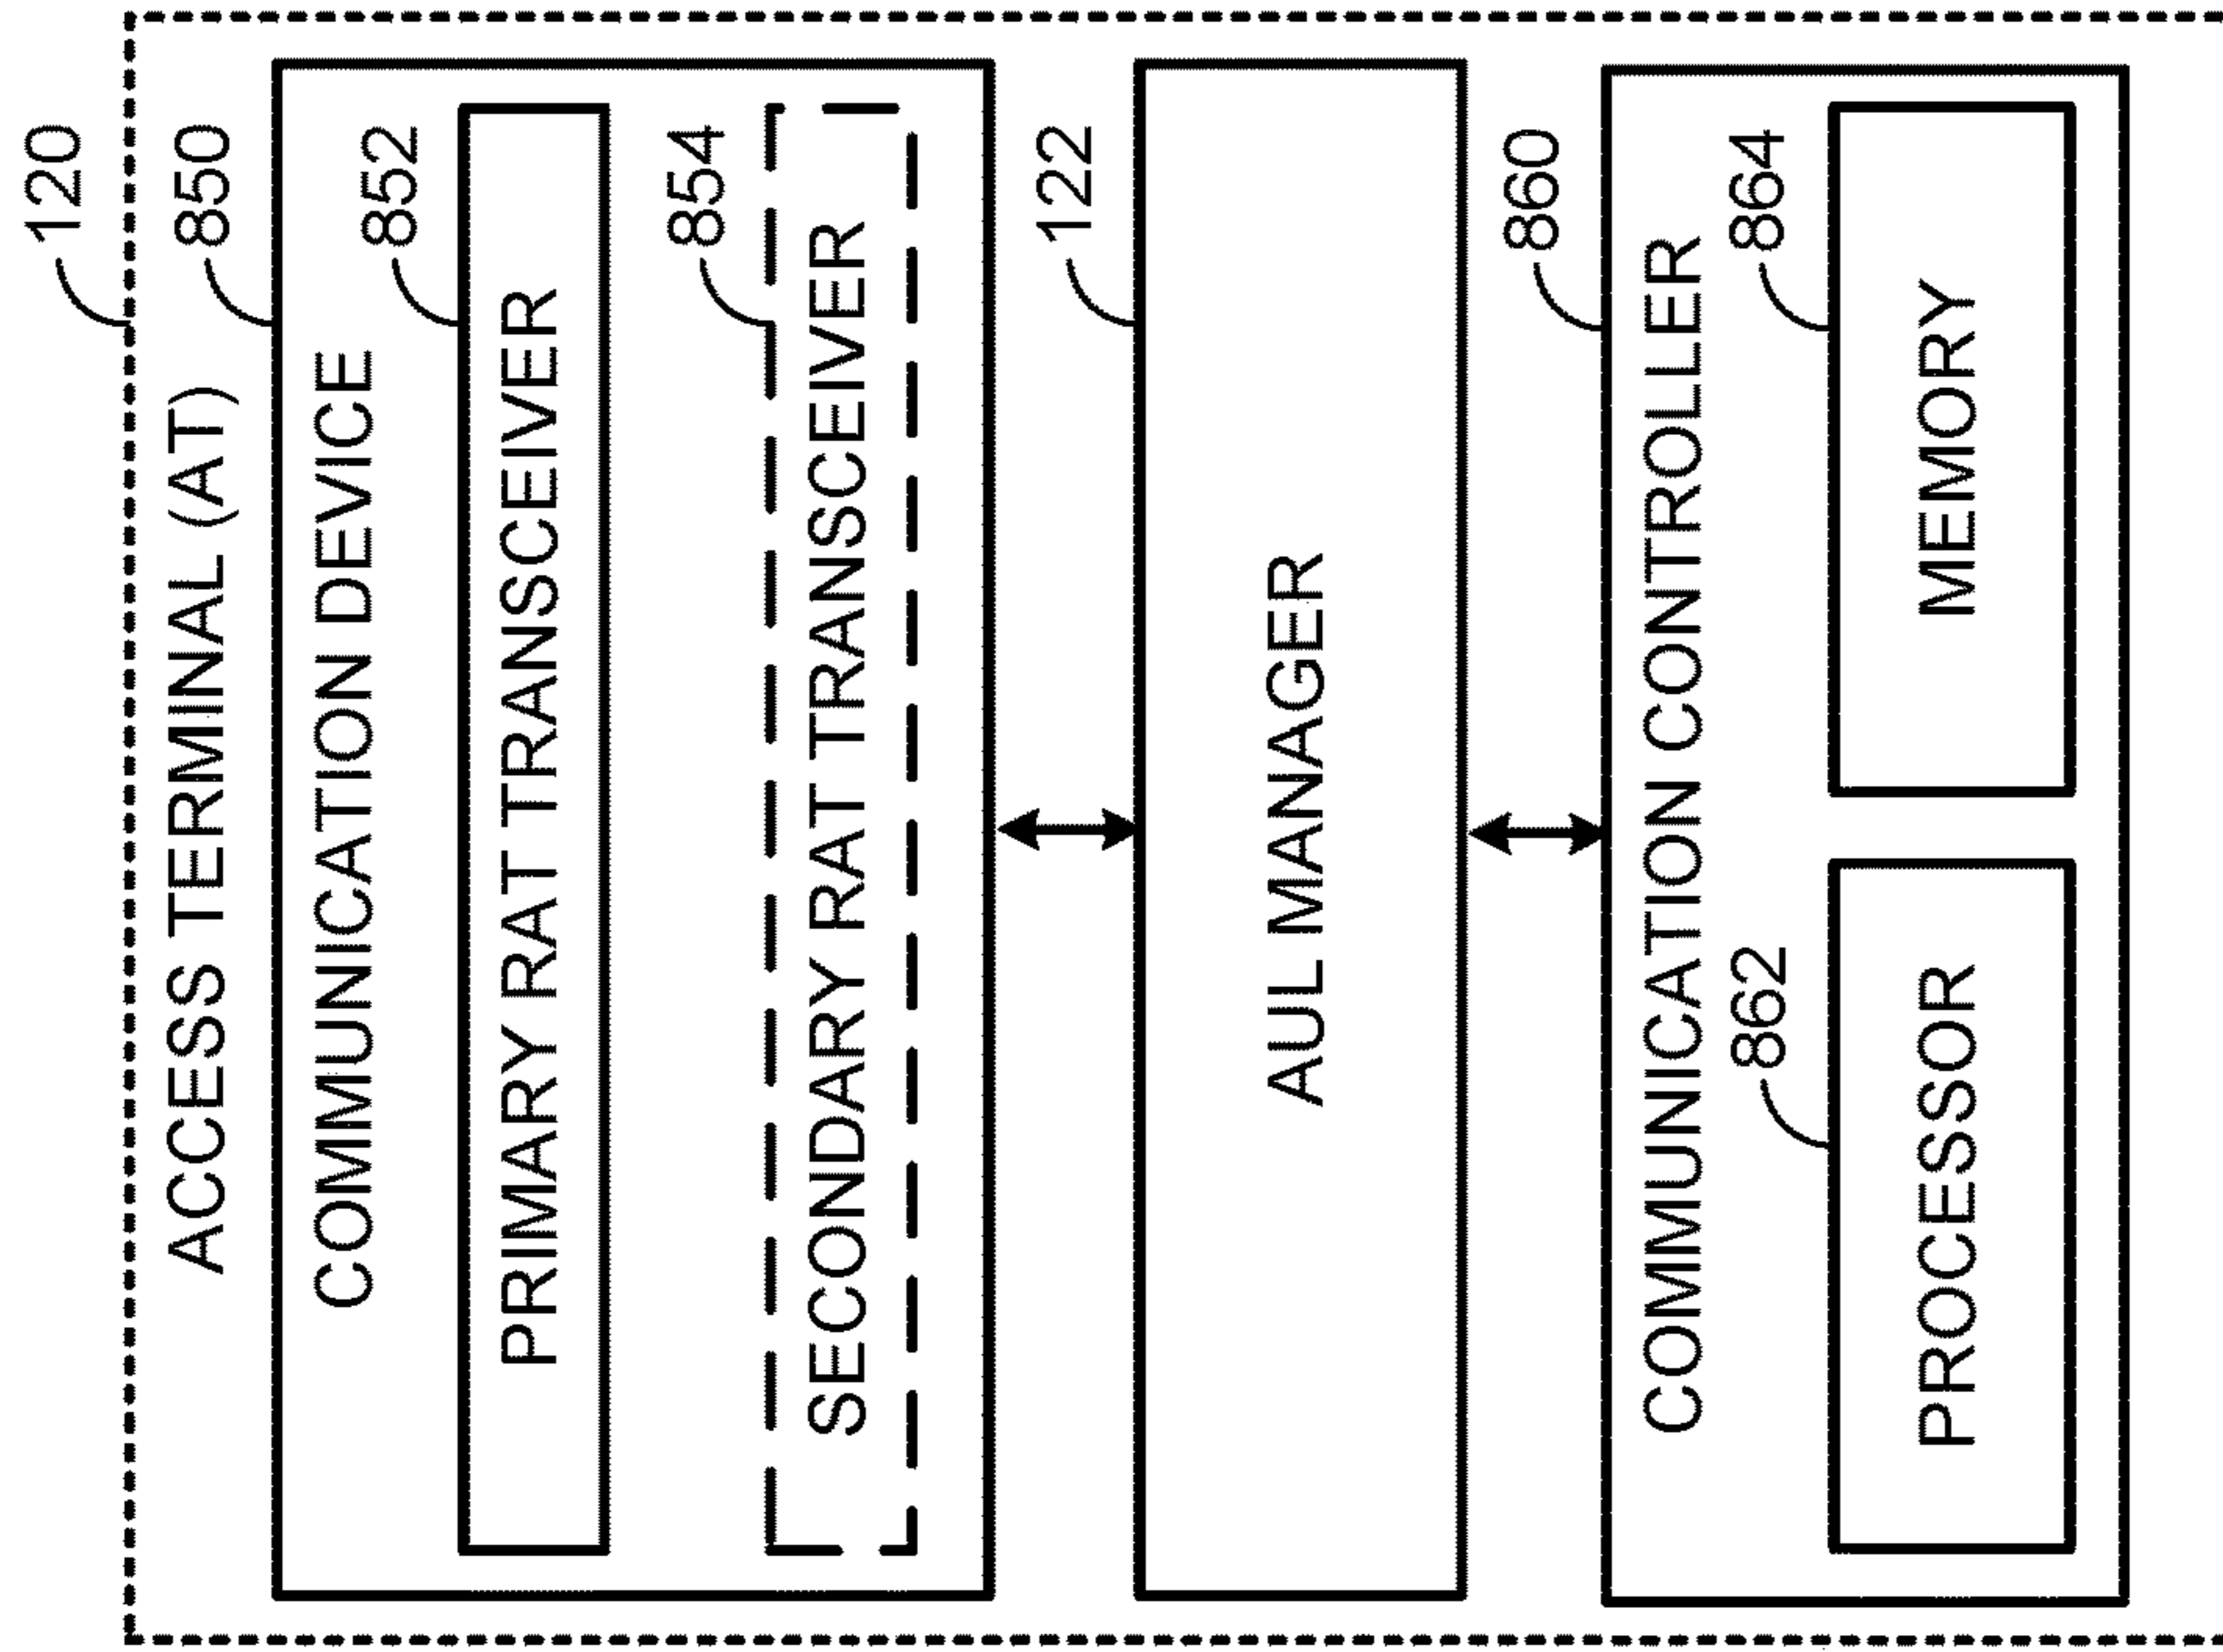 120
ACCESS TERMINAL (AT)
850
COMMUNICATION DEVICE
852
PRIMARY RAT TRANSCEIVER
854
SECONDARY RAT TRANSCEIVER
122
AUL MANAGER
860
COMMUNICATION CONTROLLER
862
864
PROCESSOR
MEMORY